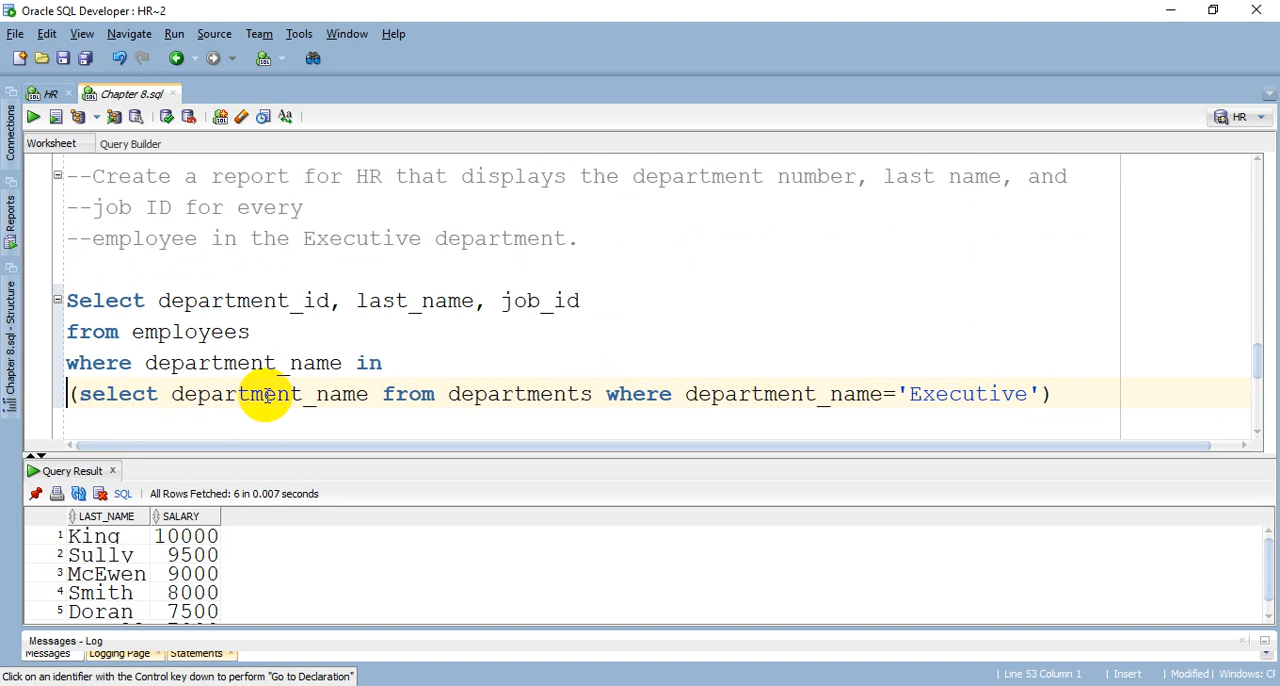 Oracle SQL Developer: HR~2
File Edit View Navigate Run Source Team Tools Window Help
HR Chapter 8.sql
HR
Worksheet Query Builder
Connections
Reports
Chapter 8.sql - Structure
--Create a report for HR that displays the department number, last name, and
--job ID for every
--employee in the Executive department.
Select department_id, last_name, job_id
from employees
where department_name in
(select department_name from departments where department_name='Executive')
Query Result
SQL All Rows Fetched: 6 in 0.007 seconds
LAST_NAME SALARY
1 King 10000
2 Sully 9500
3 McEwen 9000
4 Smith 8000
5 Doran 7500
Messages - Log
Messages Logging Page Statements
Click on an identifier with the Control key down to perform "Go to Declaration"
Line 53 Column 1 Insert Modified Windows: